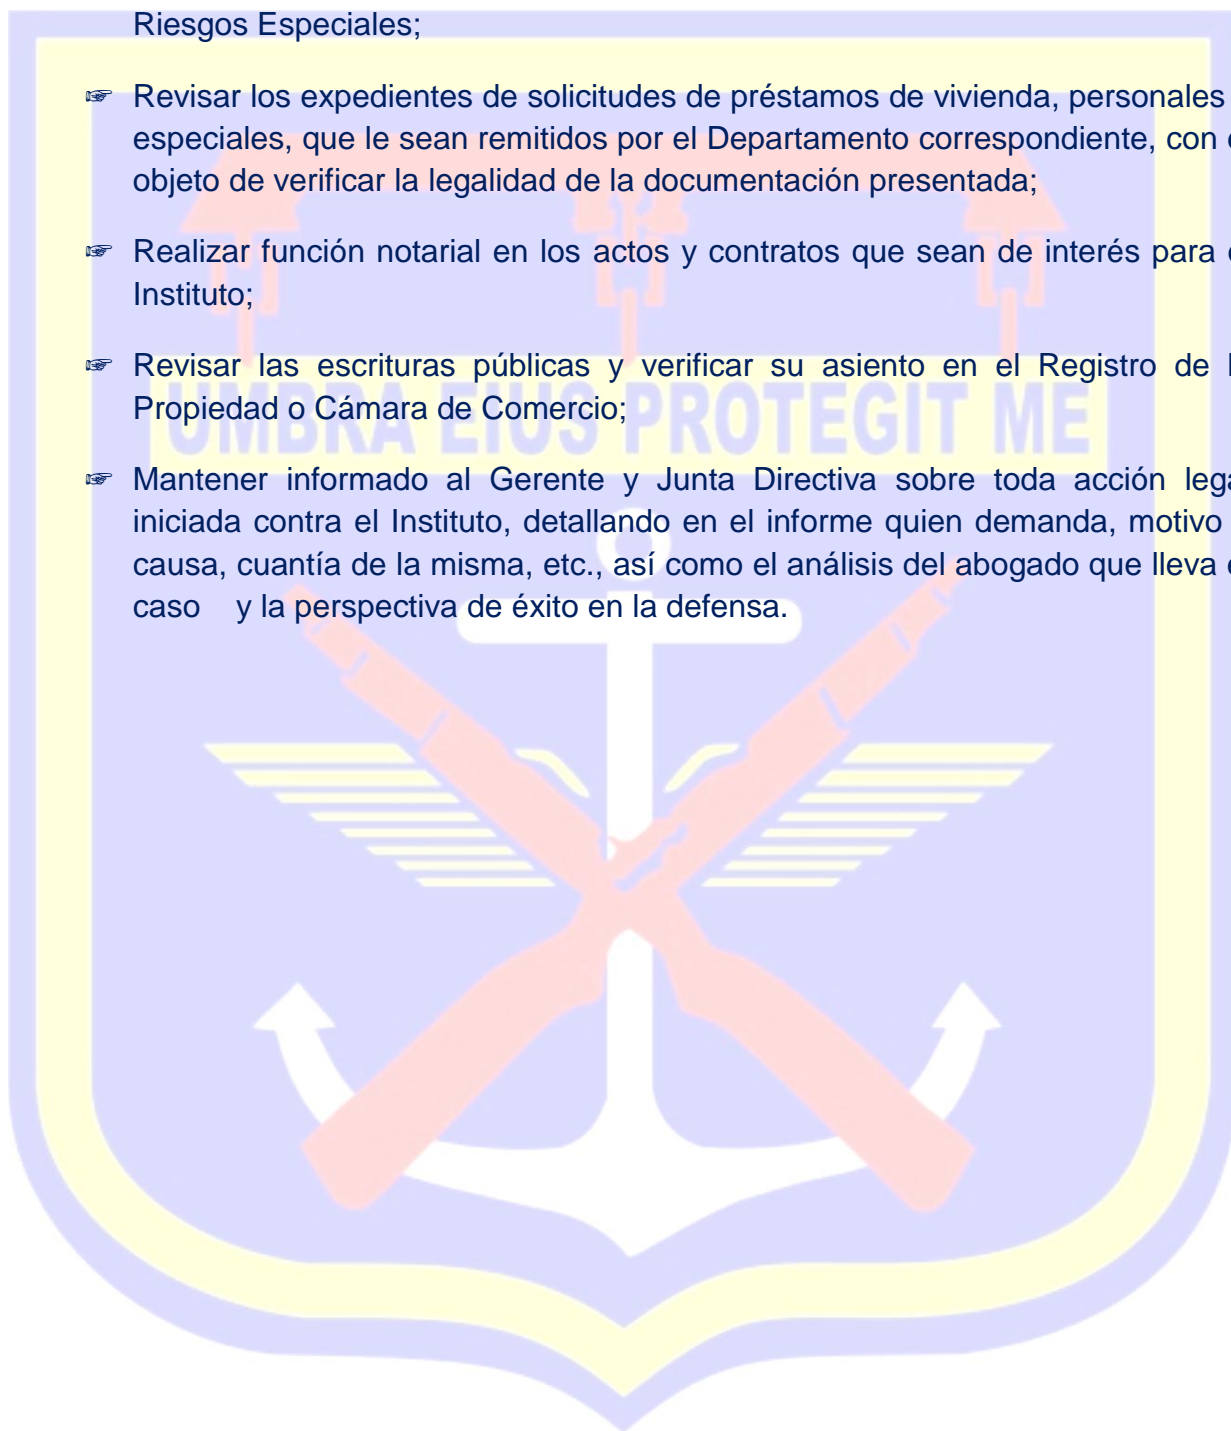 Riesgos Especiales;
☞ Revisar los expedientes de solicitudes de préstamos de vivienda, personales
especiales, que le sean remitidos por el Departamento correspondiente, con
objeto de verificar la legalidad de la documentación presentada;
☞ Realizar función notarial en los actos y contratos que sean de interés para
Instituto;
☞ Revisar las escrituras públicas y verificar su asiento en el Registro de
Propiedad o Cámara de Comercio;
UMBRA EIUS PROTEGIT ME
☞ Mantener informado al Gerente y Junta Directiva sobre toda acción
iniciada contra el Instituto, detallando en el informe quien demanda, motivo
causa, cuantía de la misma, etc., así como el análisis del abogado que lleva
caso y la perspectiva de éxito en la defensa.